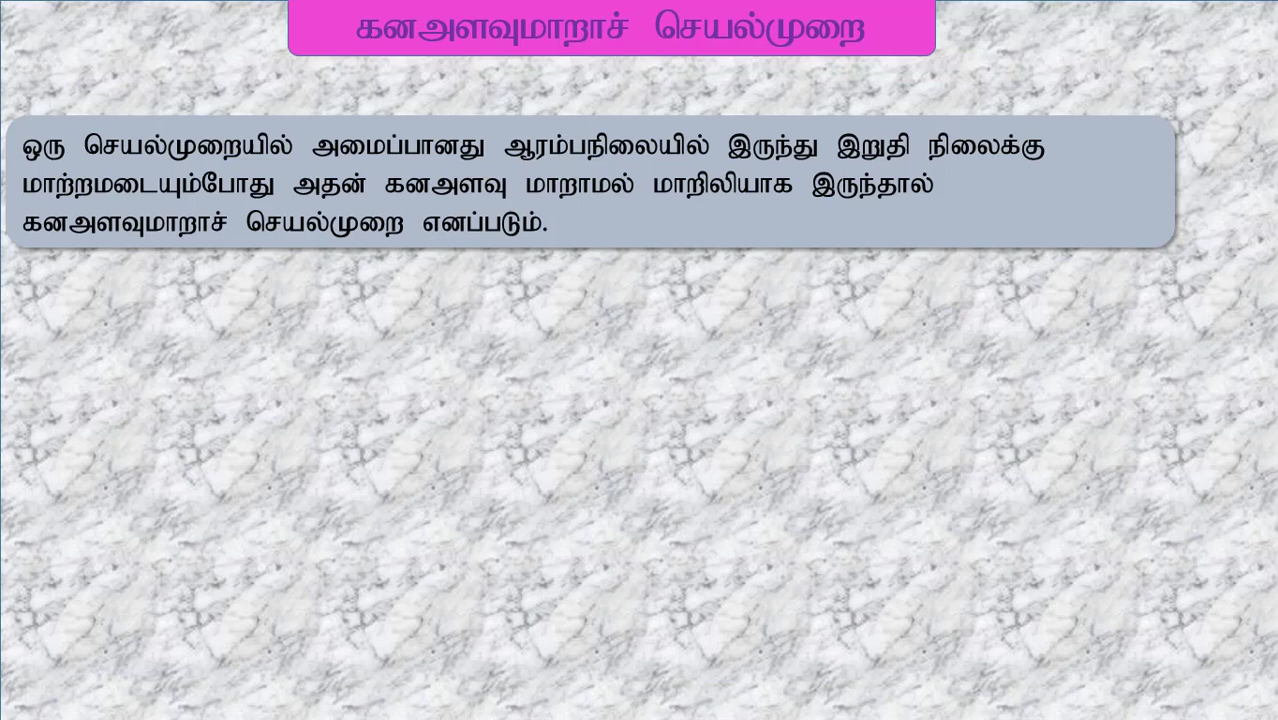 கனஅளவுமாறாச் செயல்முறை
ஒரு செயல்முறையில் அமைப்பானது ஆரம்பநிலையில் இருந்து இறுதி நிலைக்கு
மாற்றமடையும்போது அதன் கனஅளவு மாறாமல் மாறிலியாக இருந்தால்
கனஅளவுமாறாச் செயல்முறை எனப்படும்.